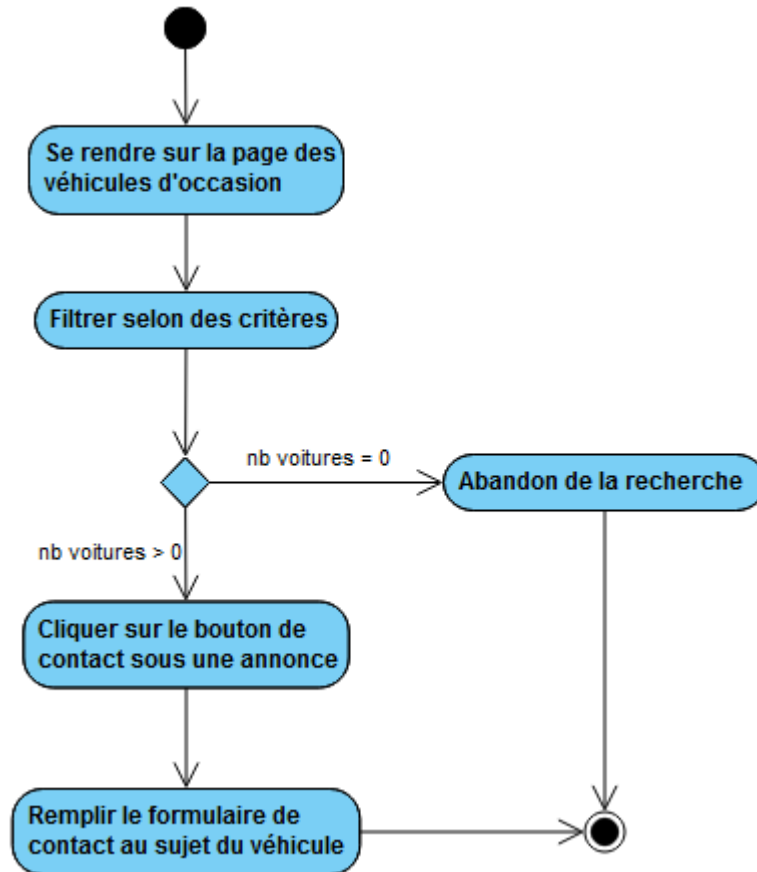 Se rendre sur la page des
véhicules d'occasion
Filtrer selon des critères
nb voitures = 0
Abandon de la recherche
nb voitures > 0
Cliquer sur le bouton de
contact sous une annonce
Remplir le formulaire de
contact au sujet du véhicule